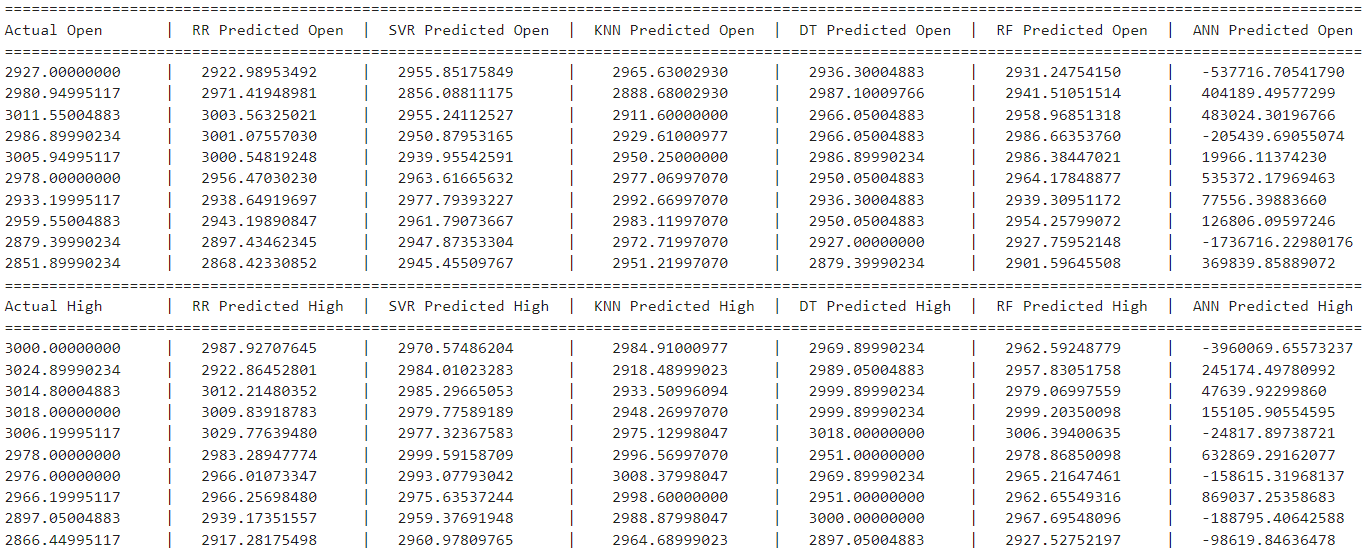 Actual Open | RR Predicted Open | SVR Predicted Open | KNN Predicted Open | DT Predicted Open | RF Predicted Open | ANN Predicted Open
2927.00000000 | 2922.98953492 | 2955.85175849 | 2965.63002930 | 2936.30004883 | 2931.24754150 | -537716.70541790
2980.94995117 | 2971.41948981 | 2856.08811175 | 2888.68002930 | 2987.10009766 | 2941.51051514 | 404189.49577299
3011.55004883 | 3003.56325021 | 2955.24112527 | 2911.60000000 | 2966.05004883 | 2958.96851318 | 483024.30196766
2986.89990234 | 3001.07557030 | 2950.87953165 | 2929.61000977 | 2966.05004883 | 2986.66353760 | -205439.69055074
3005.94995117 | 3000.54819248 | 2939.95542591 | 2950.25000000 | 2986.89990234 | 2986.38447021 | 19966.11374230
2978.00000000 | 2956.47030230 | 2963.61665632 | 2977.06997070 | 2950.05004883 | 2964.17848877 | 535372.17969463
2933.19995117 | 2938.64919697 | 2977.79393227 | 2992.66997070 | 2936.30004883 | 2939.30951172 | 77556.39883660
2959.55004883 | 2943.19890847 | 2961.79073667 | 2983.11997070 | 2950.05004883 | 2954.25799072 | 126806.09597246
2879.39990234 | 2897.43462345 | 2947.87353304 | 2972.71997070 | 2927.00000000 | 2927.75952148 | -1736716.22980176
2851.89990234 | 2868.42330852 | 2945.45509767 | 2951.21997070 | 2879.39990234 | 2901.59645508 | 369839.85889072
Actual High | RR Predicted High | SVR Predicted High | KNN Predicted High | DT Predicted High | RF Predicted High | ANN Predicted High
3000.00000000 | 2987.92707645 | 2970.57486204 | 2984.91000977 | 2969.89990234 | 2962.59248779 | -3960069.65573237
3024.89990234 | 2922.86452801 | 2984.01023283 | 2918.48999023 | 2989.05004883 | 2957.83051758 | 245174.49780992
3014.80004883 | 3012.21480352 | 2985.29665053 | 2933.50996094 | 2999.89990234 | 2979.06997559 | 47639.92299860
3018.00000000 | 3009.83918783 | 2979.77589189 | 2948.26997070 | 2999.89990234 | 2999.20350098 | 155105.90554595
3006.19995117 | 3029.77639480 | 2977.32367583 | 2975.12998047 | 3018.00000000 | 3006.39400635 | -24817.89738721
2978.00000000 | 2983.28947774 | 2999.59158709 | 2996.56997070 | 2951.00000000 | 2978.86850098 | 632869.29162077
2976.00000000 | 2966.01073347 | 2993.07792042 | 3008.37998047 | 2969.89990234 | 2965.21647461 | -158615.31968137
2966.19995117 | 2966.25698480 | 2975.63537244 | 2998.60000000 | 2951.00000000 | 2962.65549316 | 869037.25358683
2897.05004883 | 2939.17351557 | 2959.37691948 | 2988.87998047 | 3000.00000000 | 2967.69548096 | -188795.40642588
2866.44995117 | 2917.28175498 | 2960.97809765 | 2964.68999023 | 2897.05004883 | 2927.52752197 | -98619.84636478